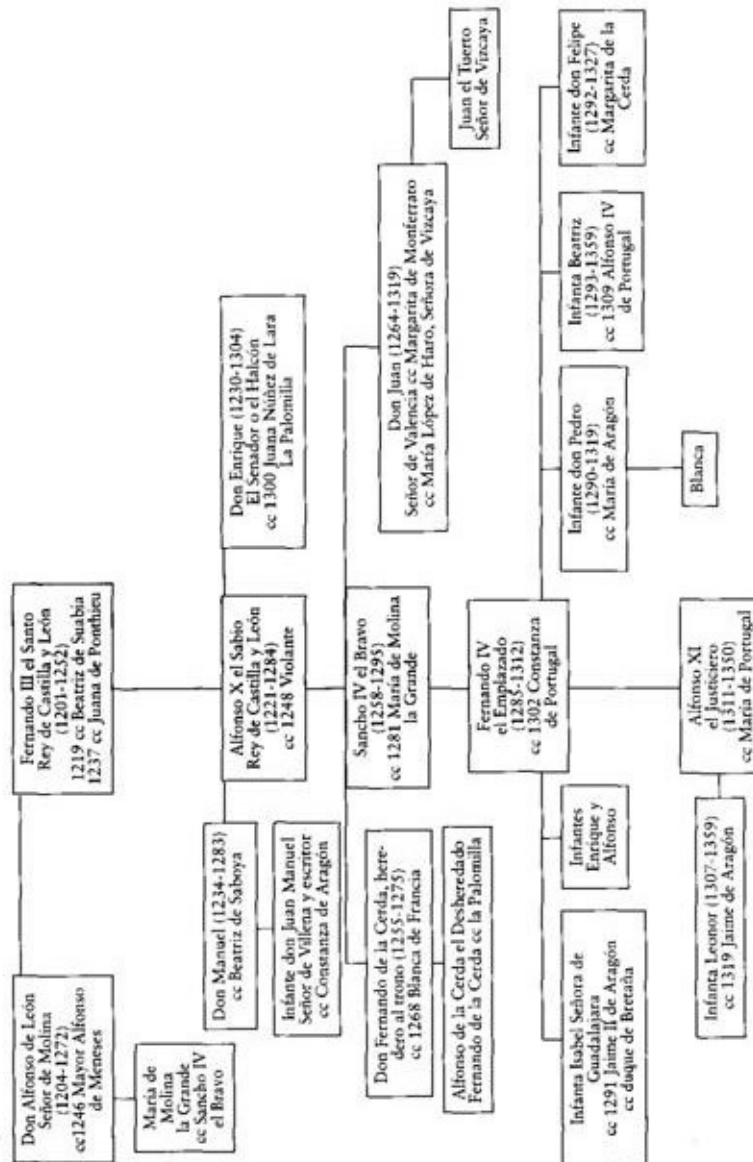 Don Alfonso de León
Señor de Molina
(1204-1272)
cc1246 Mayor Alfonso
de Meneses
Fernando III el Santo
Rey de Castilla y León
(1201-1252)
1219 cc Beatriz de Suabia
1237 cc Juana de Ponthieu
María de
Molina
la Grande
cc Sancho IV
el Bravo
Don Manuel (1234-1283)
cc Beatriz de Saboya
Alfonso X el Sabio
Rey de Castilla y León
(1221-1284)
cc 1248 Violante
Don Enrique (1230-1304)
El Senador o el Halcón
cc 1300 Juana Núñez de Lara
La Palomilia
Infante don Juan Manuel
Señor de Villena y escritor
cc Constanza de Aragón
Don Fernando de la Cerda, here-
dero al trono (1255-1275)
cc 1268 Blanca de Francia
Sancho IV el Bravo
(1258-1295)
cc 1281 María de Molina
la Grande
Don Juan (1264-1319)
Señor de Valencia cc Margarita de Monferrato
cc María López de Haro, Señora de Vizcaya
Alfonso de la Cerda el Desheredado
Fernando de la Cerda cc la Palomilla
Juan el Tuerto
Señor de Vizcaya
Infanta Isabel Señora de
Guadalajara
cc 1291 Jaime II de Aragón
cc duque de Bretaña
Infantes
Enrique y
Alfonso
Fernando IV
el Emplazado
(1285-1312)
cc 1302 Constanza
de Portugal
Infante don Pedro
(1290-1319)
cc María de Aragón
Infanta Beatriz
(1293-1359)
cc 1309 Alfonso IV
de Portugal
Infante don Felipe
(1292-1327)
cc Margarita de la
Cerda
Blanca
Infanta Leonor (1307-1359)
cc 1319 Jaime de Aragón
Alfonso XI
el Justiciero
(1311-1350)
cc María de Portugal